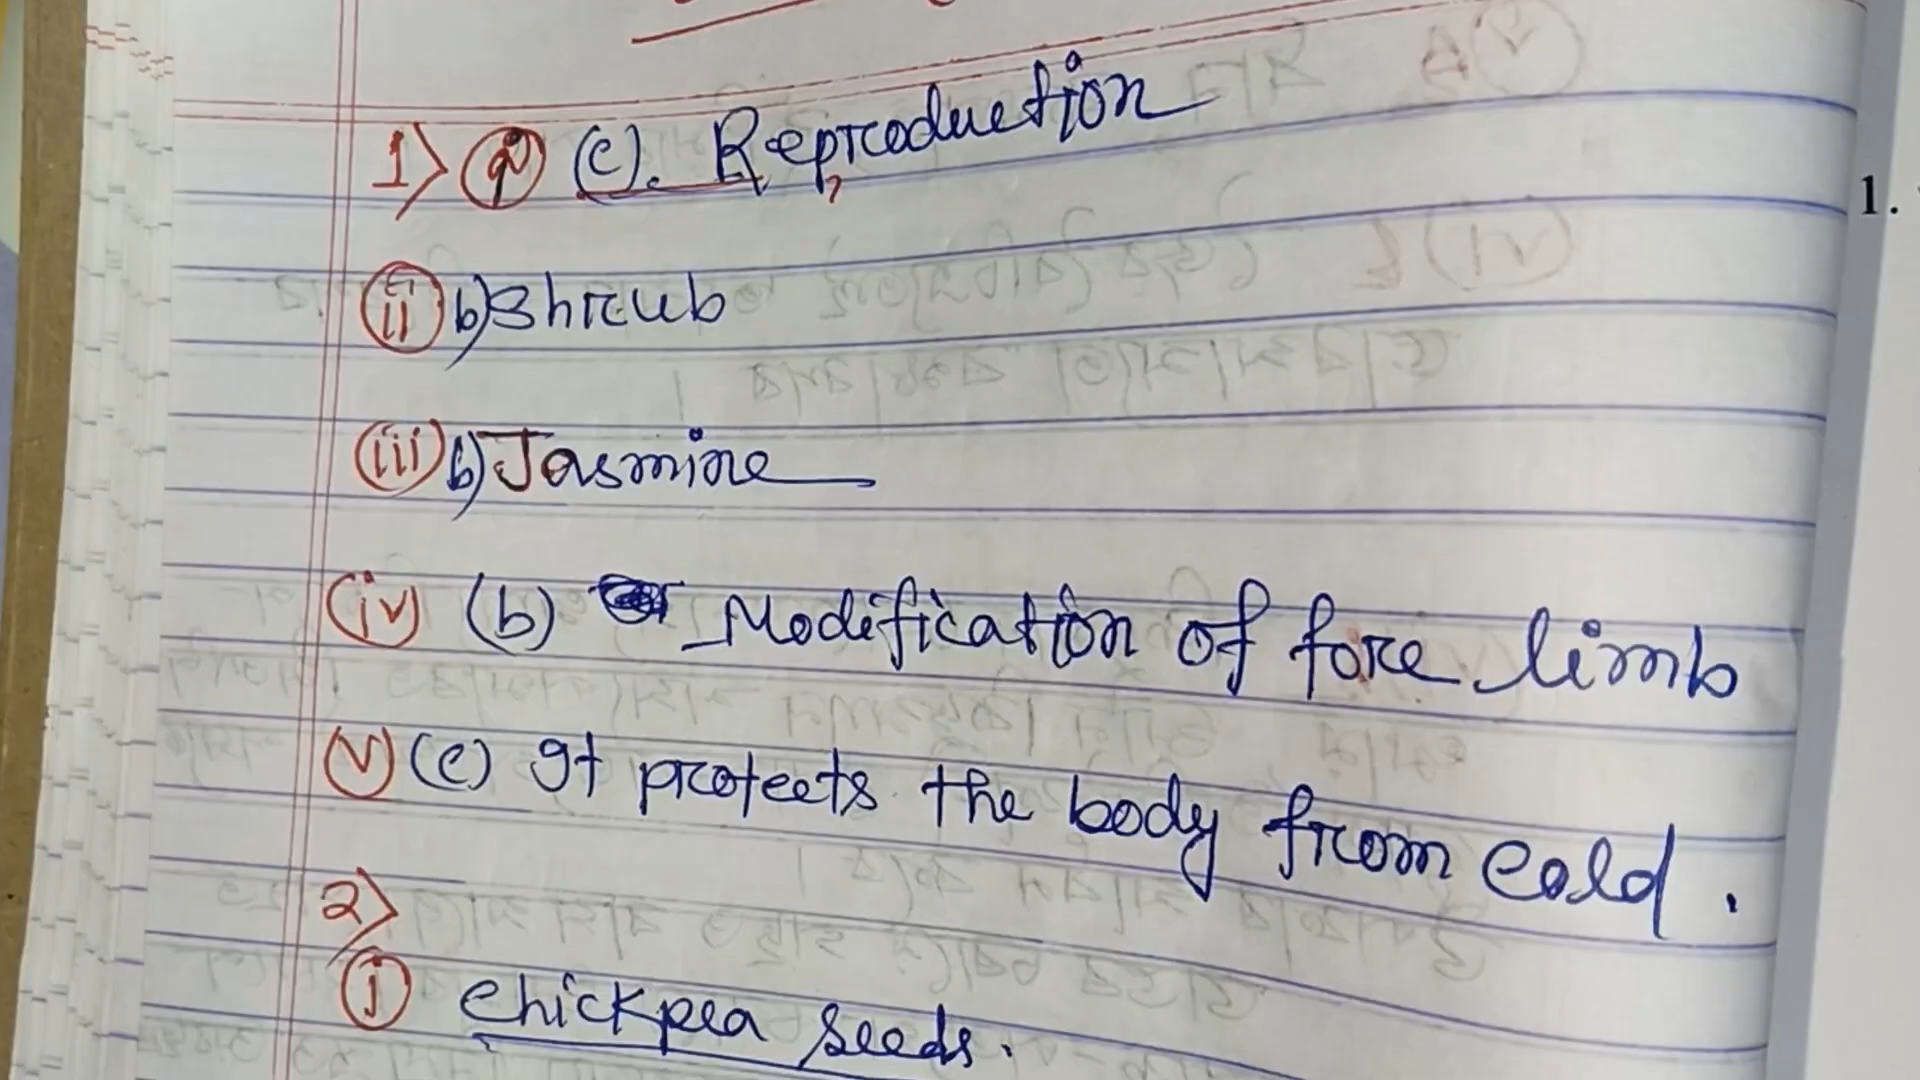 1) (i) (c). Reproduction
(ii) b) Shrub
(iii) b) Jasmine
(iv) (b) Modification of fore limb
(v) (c) It protects the body from cold.
2)
(i) chickpea seeds.
1.